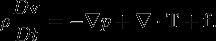 ρ Dv/Dt = −∇p + ∇ · 𝕋 + f.